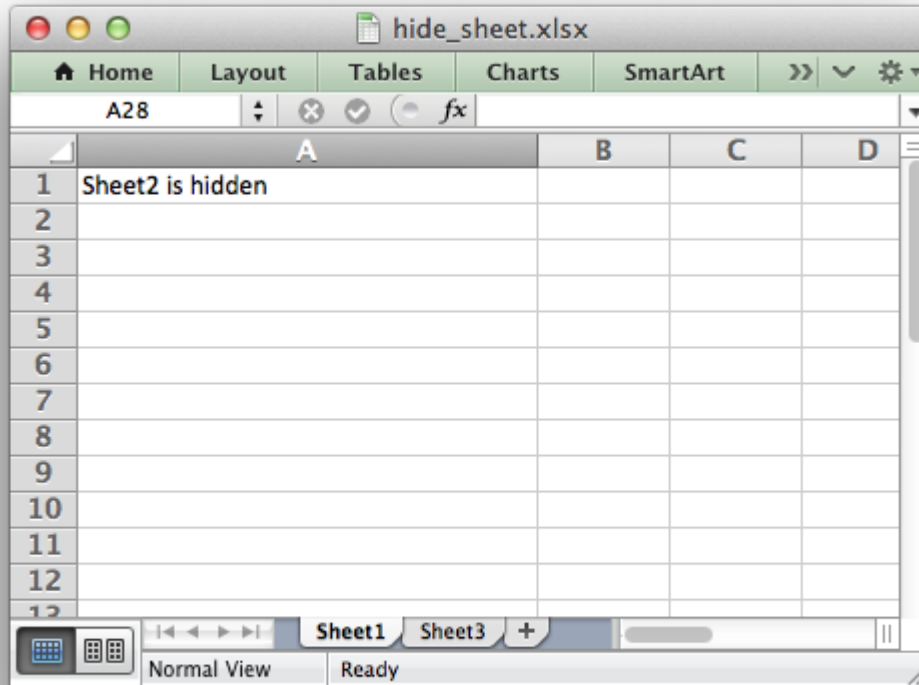 hide_sheet.xlsx
Home Layout Tables Charts SmartArt
A28 fx
A B C D
1 Sheet2 is hidden
2
3
4
5
6
7
8
9
10
11
12
13
Sheet1 Sheet3 +
Normal View Ready